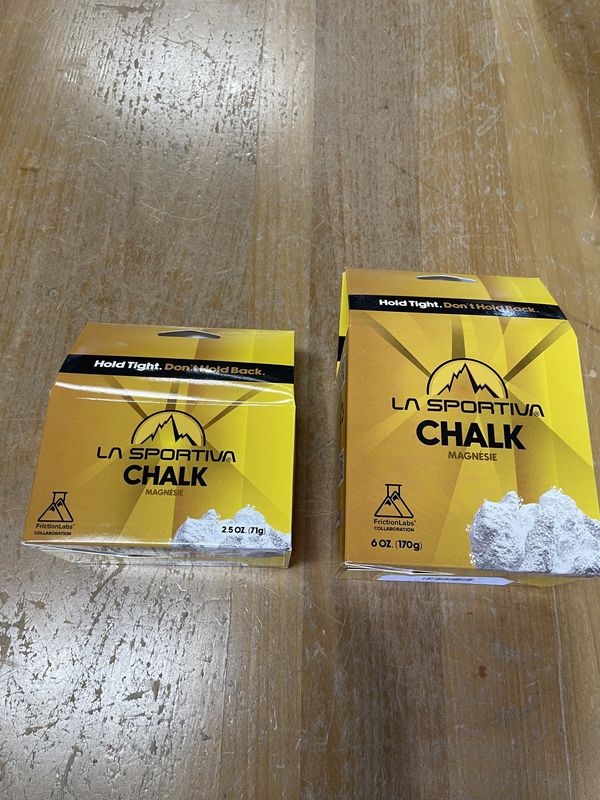 Hold Tight. Don't Hold Back.
LA SPORTIVA®
CHALK
MAGNÉSIE
FrictionLabs®
COLLABORATION
2.5 OZ. (71g)
Hold Tight. Don't Hold Back.
LA SPORTIVA®
CHALK
MAGNÉSIE
FrictionLabs®
COLLABORATION
6 OZ. (170g)